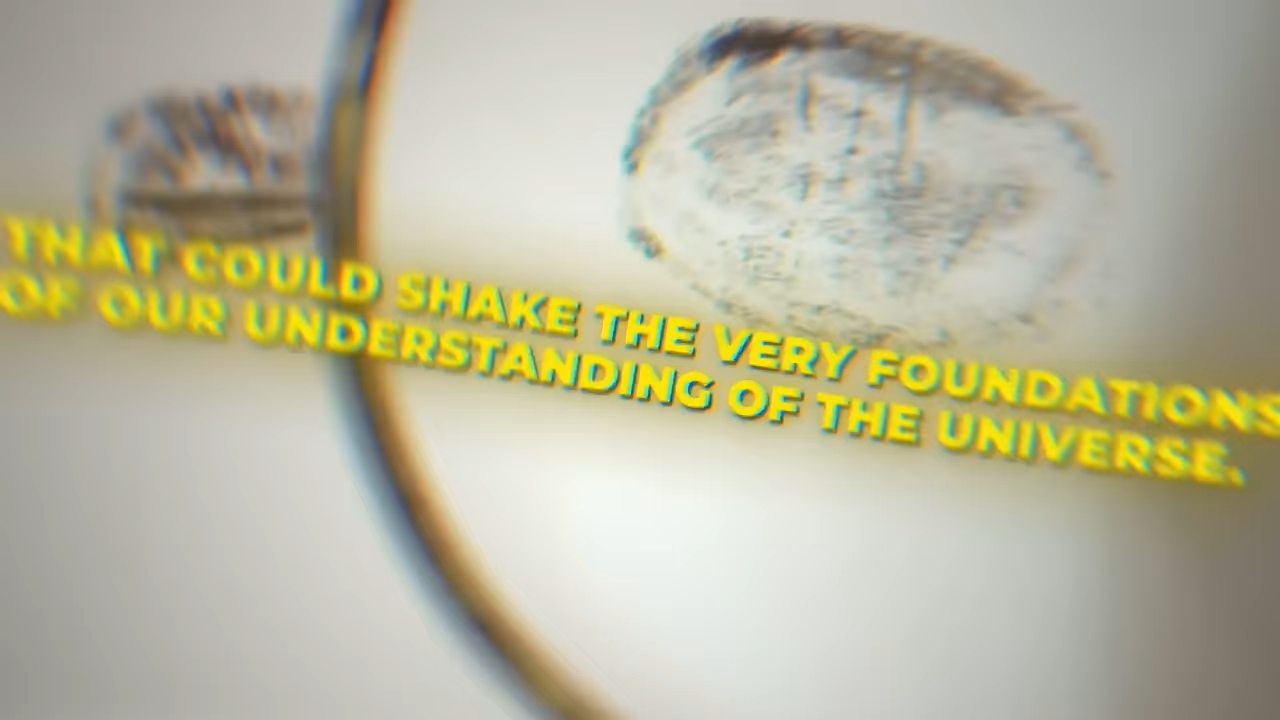 THAT COULD SHAKE THE VERY FOUNDATIONS
OF OUR UNDERSTANDING OF THE UNIVERSE.